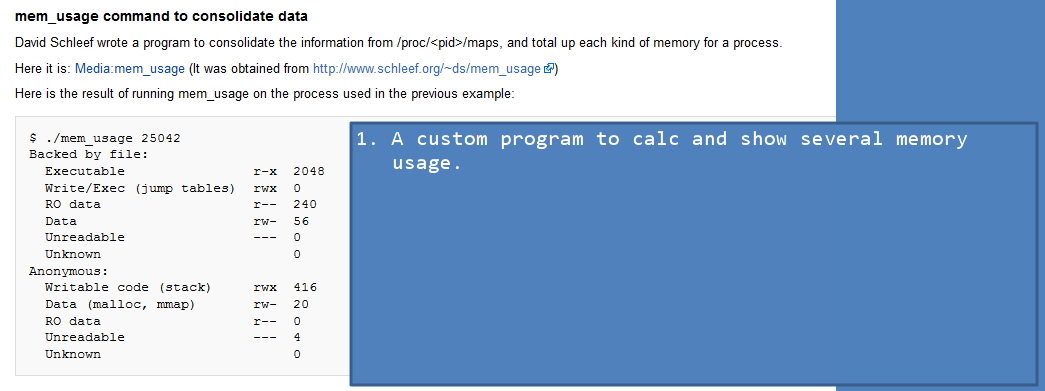 mem_usage command to consolidate data
David Schleef wrote a program to consolidate the information from /proc/<pid>/maps, and total up each kind of memory for a process.
Here it is: Media:mem_usage (It was obtained from http://www.schleef.org/~ds/mem_usage)
Here is the result of running mem_usage on the process used in the previous example:
$ ./mem_usage 25042
Backed by file:
Executable r-x 2048
Write/Exec (jump tables) rwx 0
RO data r-- 240
Data rw- 56
Unreadable --- 0
Unknown 0
Anonymous:
Writable code (stack) rwx 416
Data (malloc, mmap) rw- 20
RO data r-- 0
Unreadable --- 4
Unknown 0
1. A custom program to calc and show several memory
usage.